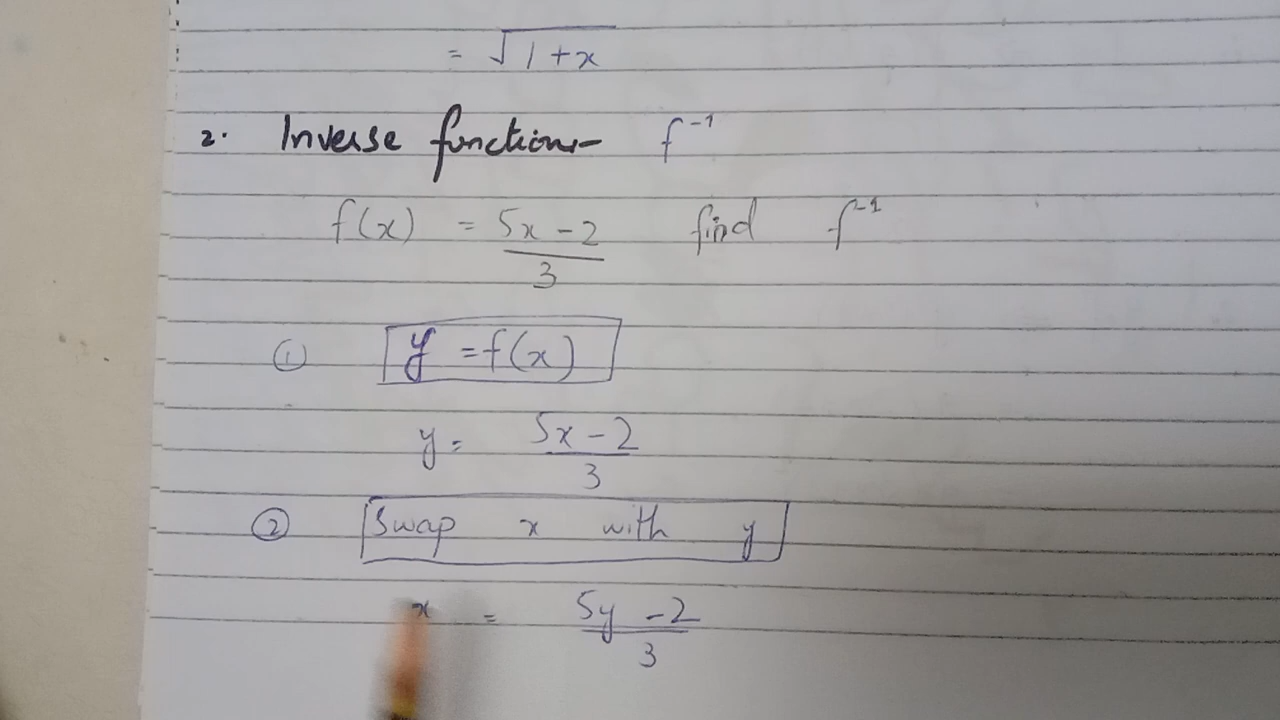 = √1+x
2. Inverse function- f⁻¹
f(x) = 5x-2/3 find f⁻¹
① y = f(x)
y = 5x-2/3
② Swap x with y
x = 5y-2/3